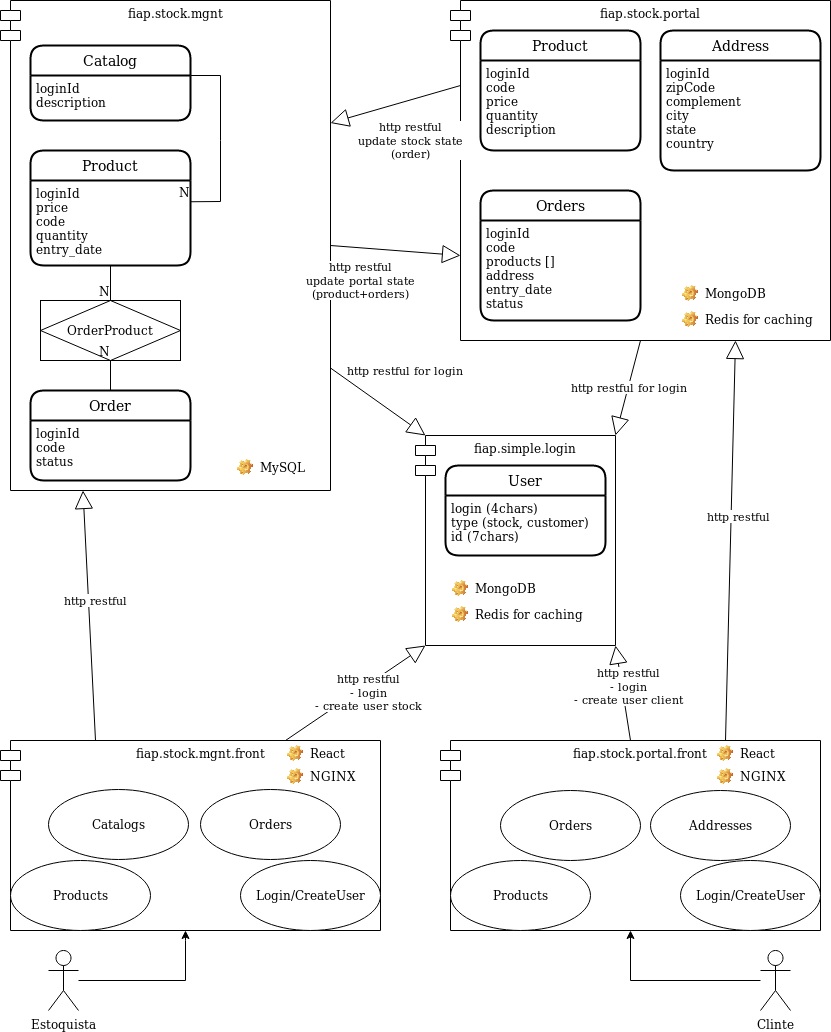 fiap.stock.mgnt
Catalog
loginId
description
Product
N
loginId
price
code
quantity
entry_date
N
OrderProduct
N
Order
loginId
code
status
MySQL
http restful
update stock state
(order)
http restful
update portal state
(product+orders)
fiap.stock.portal
Product
loginId
code
price
quantity
description
Address
loginId
zipCode
complement
city
state
country
Orders
loginId
code
products []
address
entry_date
status
MongoDB
Redis for caching
http restful for login
http restful for login
fiap.simple.login
User
login (4chars)
type (stock, customer)
id (7chars)
MongoDB
Redis for caching
http restful
http restful
http restful
- login
- create user stock
http restful
- login
- create user client
fiap.stock.mgnt.front
React
NGINX
Catalogs
Orders
Products
Login/CreateUser
fiap.stock.portal.front
React
NGINX
Orders
Addresses
Products
Login/CreateUser
Estoquista
Clinte